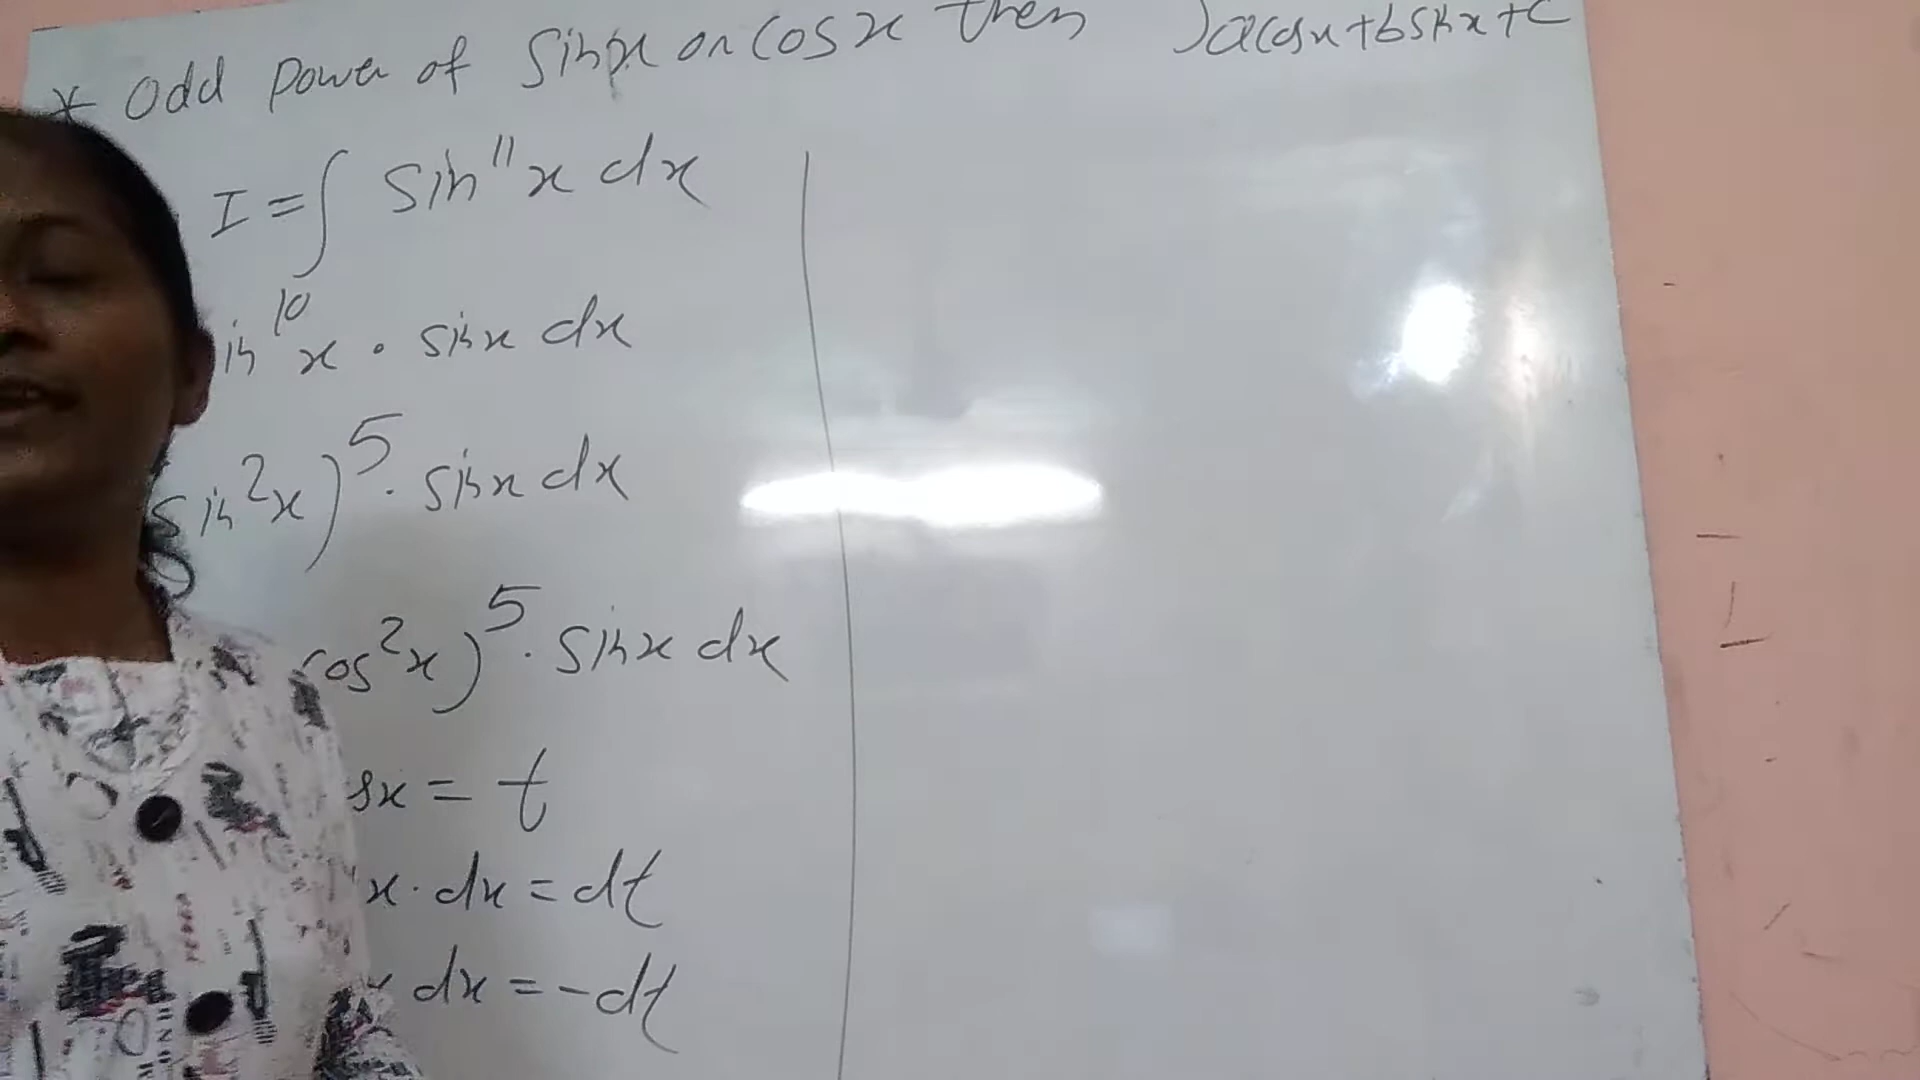 * Odd power of Sinx or Cosx then
∫acosx+bsinx+c
I = ∫ Sin¹¹x dx
in¹⁰x · sinx dx
sin²x)⁵ · sinx dx
cos²x)⁵ · sinx dx
sx = t
x · dx = dt
dx = -dt